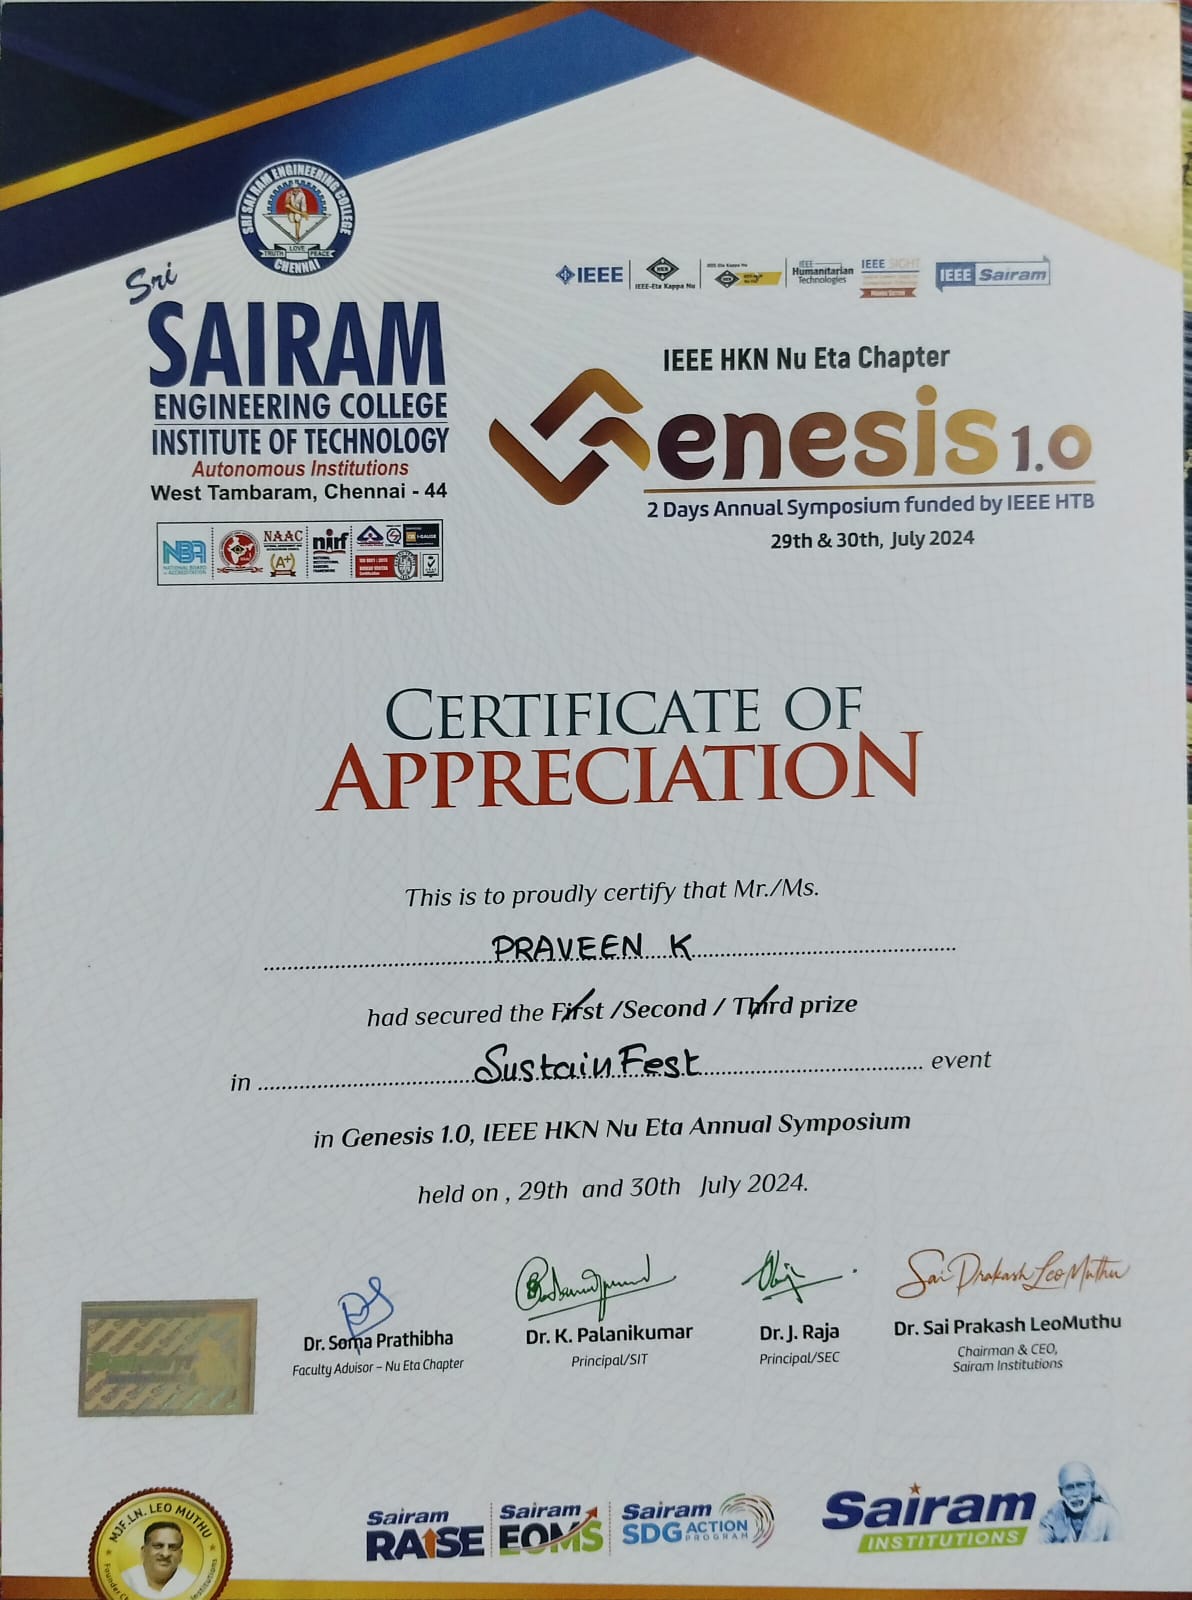 SRI SAI RAM ENGINEERING COLLEGE
TRUTH LOVE PEACE
CHENNAI
Sri
SAIRAM
ENGINEERING COLLEGE
INSTITUTE OF TECHNOLOGY
Autonomous Institutions
West Tambaram, Chennai - 44
NBA
NAAC
A+
nirf
IEEE
IEEE-Eta Kappa Nu
IEEE Humanitarian Technologies
IEEE SIGHT
IEEE Sairam
IEEE HKN Nu Eta Chapter
Genesis 1.0
2 Days Annual Symposium funded by IEEE HTB
29th & 30th, July 2024
CERTIFICATE OF
APPRECIATION
This is to proudly certify that Mr./Ms.
PRAVEEN K
had secured the First /Second / Third prize
in SustainFest event
in Genesis 1.0, IEEE HKN Nu Eta Annual Symposium
held on , 29th and 30th July 2024.
Sai Prakash LeoMuthu
Dr. Soma Prathibha
Faculty Advisor – Nu Eta Chapter
Dr. K. Palanikumar
Principal/SIT
Dr. J. Raja
Principal/SEC
Dr. Sai Prakash LeoMuthu
Chairman & CEO,
Sairam Institutions
MJF.LN. LEO MUTHU
Sairam
RAISE
Sairam
EOMS
Sairam
SDG ACTION
PROGRAM
Sairam
INSTITUTIONS